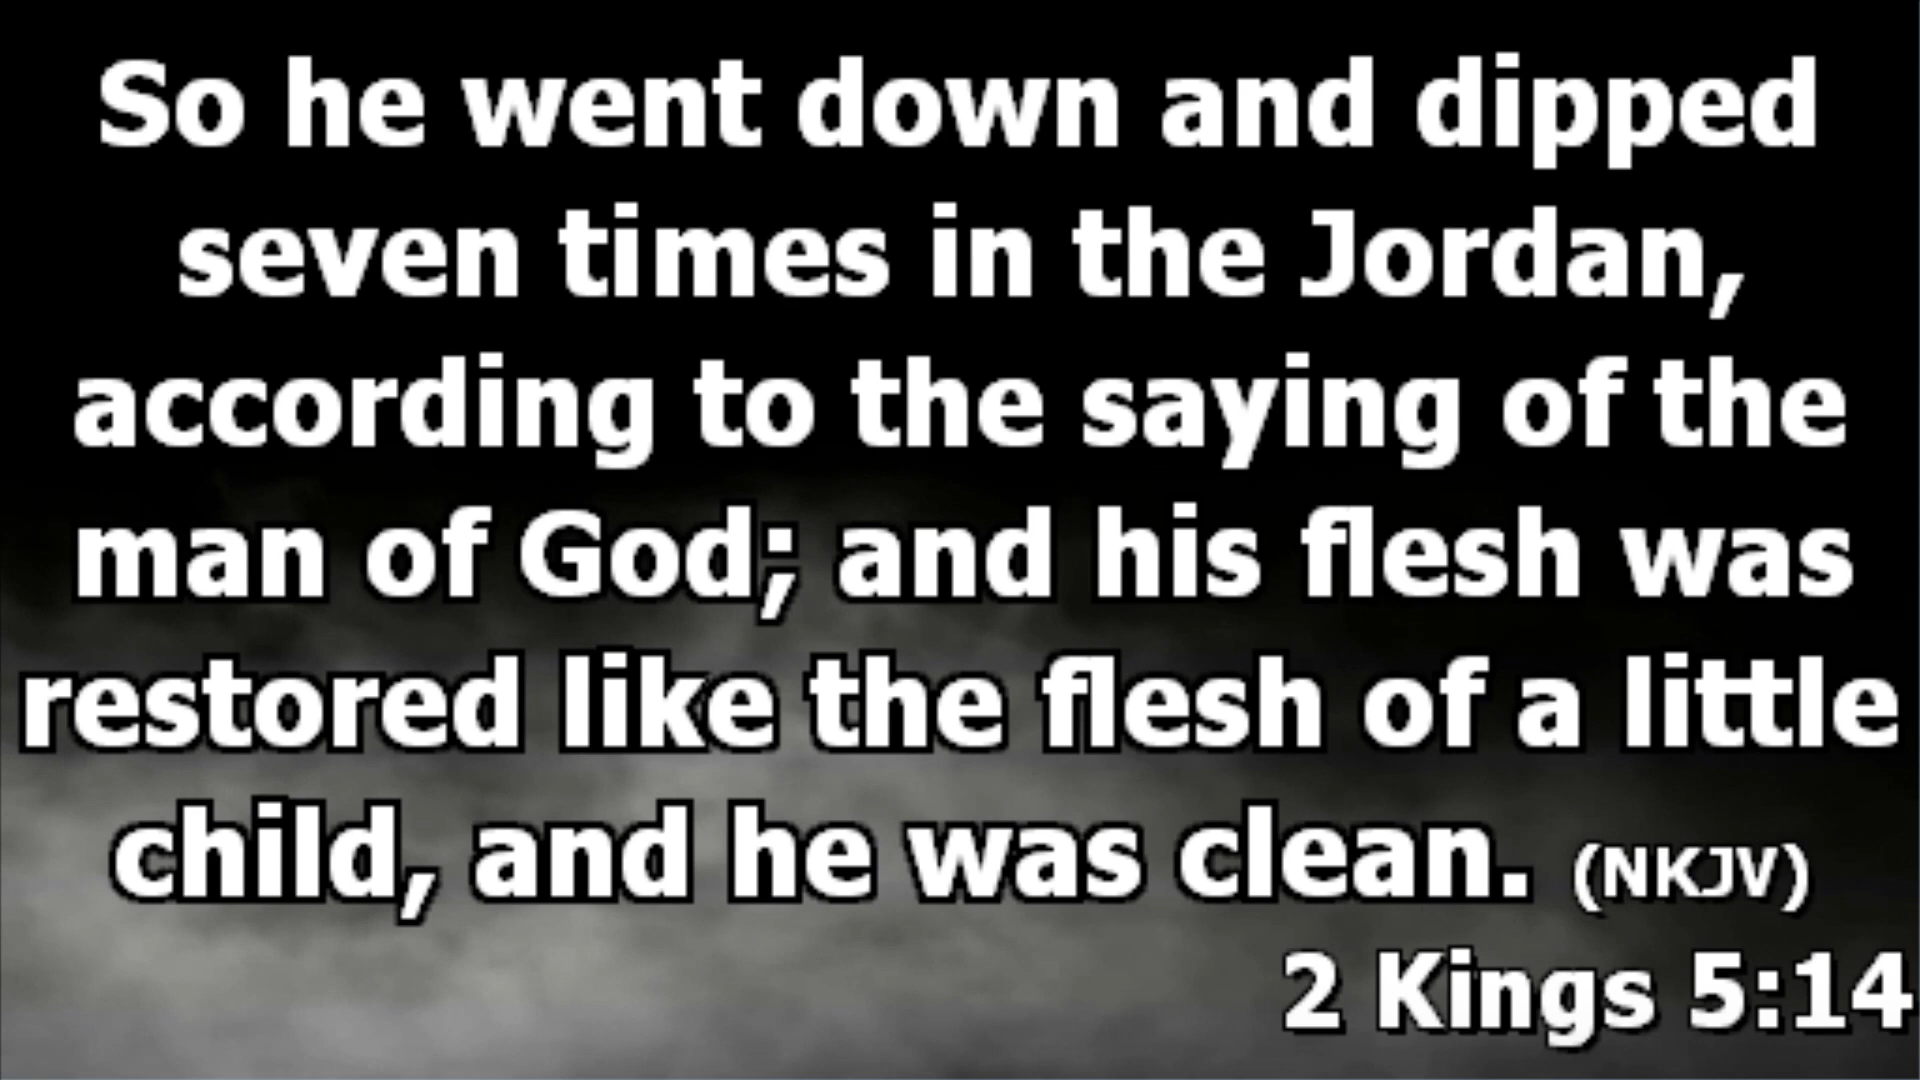 So he went down and dipped
seven times in the Jordan,
according to the saying of the
man of God; and his flesh was
restored like the flesh of a little
child, and he was clean. (NKJV)
2 Kings 5:14